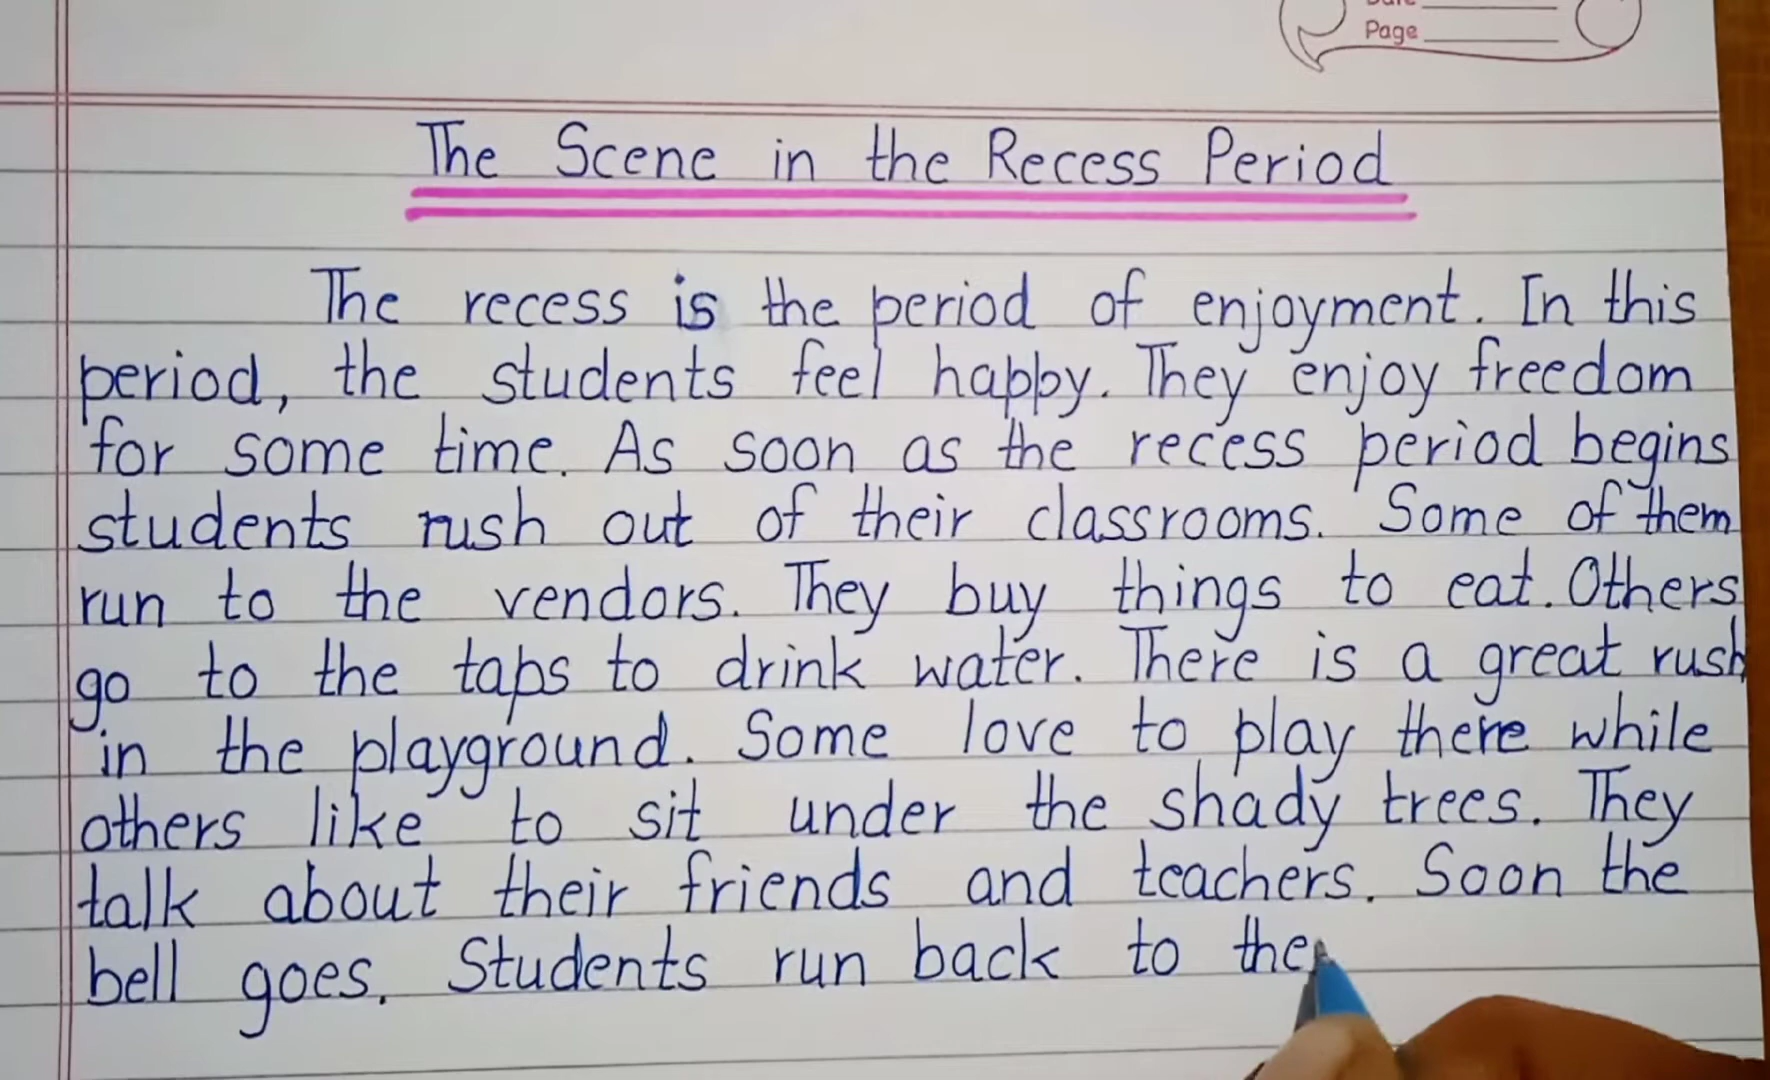 Page
The Scene in the Recess Period
The recess is the period of enjoyment. In this
period, the students feel happy. They enjoy freedom
for some time. As soon as the recess period begins
students rush out of their classrooms. Some of them
run to the vendors. They buy things to eat. Others
go to the taps to drink water. There is a great rush
in the playground. Some love to play there while
others like to sit under the shady trees. They
talk about their friends and teachers. Soon the
bell goes. Students run back to the